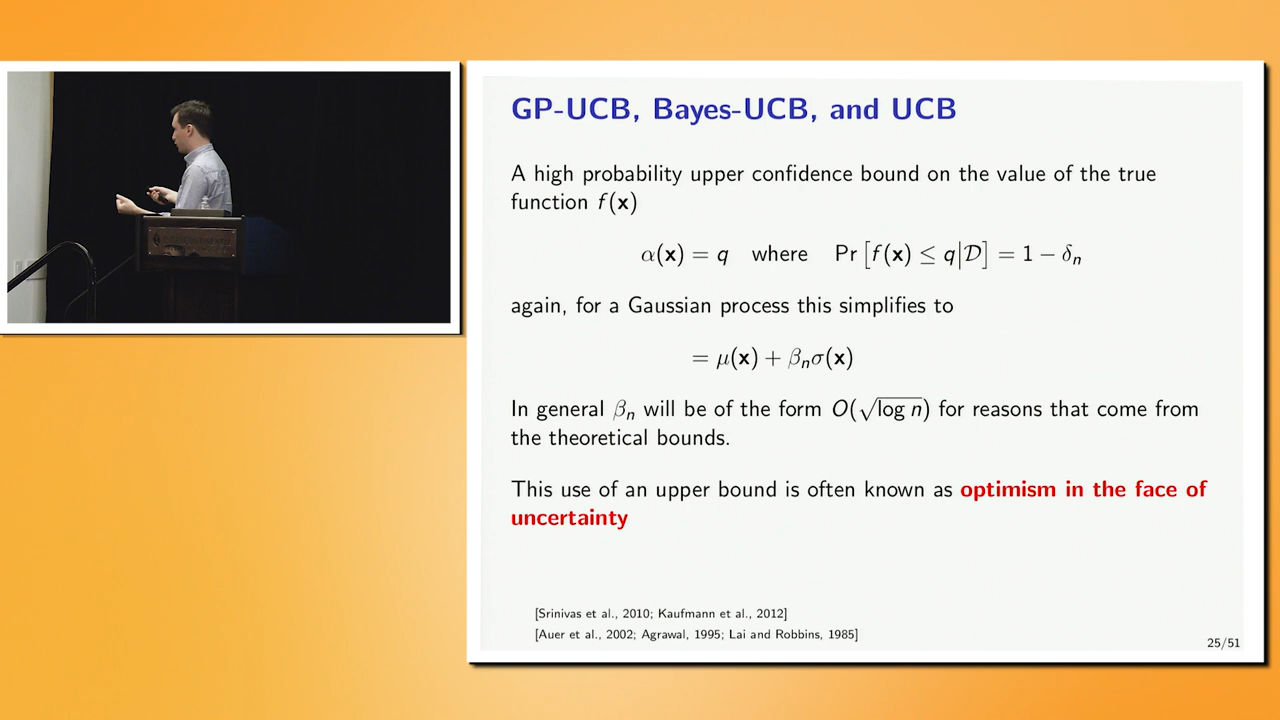 GP-UCB, Bayes-UCB, and UCB
A high probability upper confidence bound on the value of the true
function f(x)
α(x) = q where Pr[f(x) ≤ q|𝒟] = 1 − δₙ
again, for a Gaussian process this simplifies to
= μ(x) + βₙσ(x)
In general βₙ will be of the form O(√log n) for reasons that come from
the theoretical bounds.
This use of an upper bound is often known as optimism in the face of
uncertainty
[Srinivas et al., 2010; Kaufmann et al., 2012]
[Auer et al., 2002; Agrawal, 1995; Lai and Robbins, 1985]
25/51